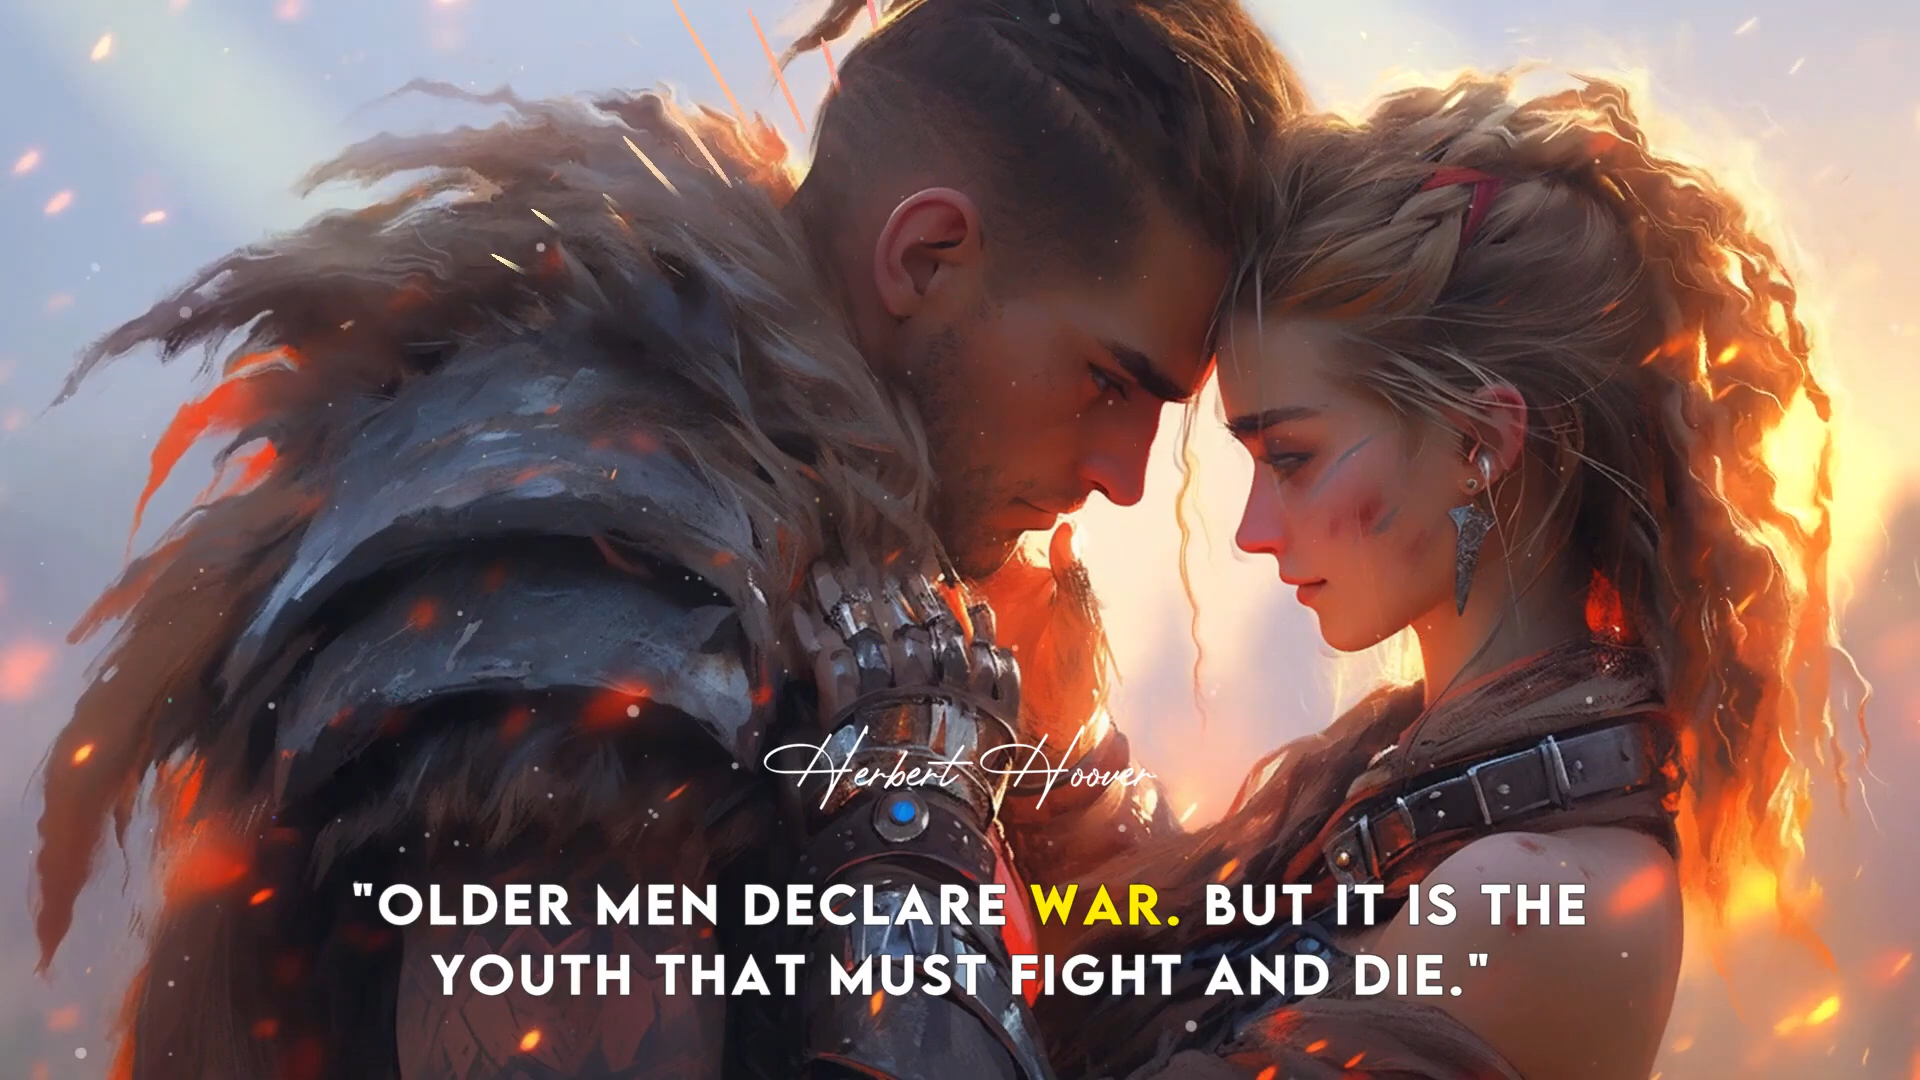 Herbert Hoover
"OLDER MEN DECLARE WAR. BUT IT IS THE
YOUTH THAT MUST FIGHT AND DIE."